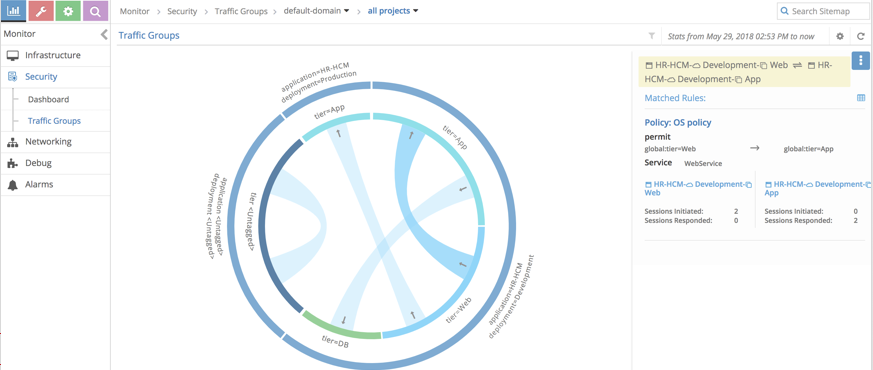 Monitor > Security > Traffic Groups > default-domain > all projects
Search Sitemap
Monitor
Infrastructure
Security
Dashboard
Traffic Groups
Networking
Debug
Alarms
Traffic Groups
Stats from May 29, 2018 02:53 PM to now
application=HR-HCM
deployment=Production
tier=App
tier=App
application <Untagged>
deployment <Untagged>
tier <Untagged>
tier=Web
tier=DB
application=HR-HCM
deployment=Development
HR-HCM- Development- Web ⇌ HR-
HCM- Development- App
Matched Rules:
Policy: OS policy
permit
global:tier=Web → global:tier=App
Service WebService
HR-HCM- Development-
Web
Sessions Initiated: 2
Sessions Responded: 0
HR-HCM- Development-
App
Sessions Initiated: 0
Sessions Responded: 2